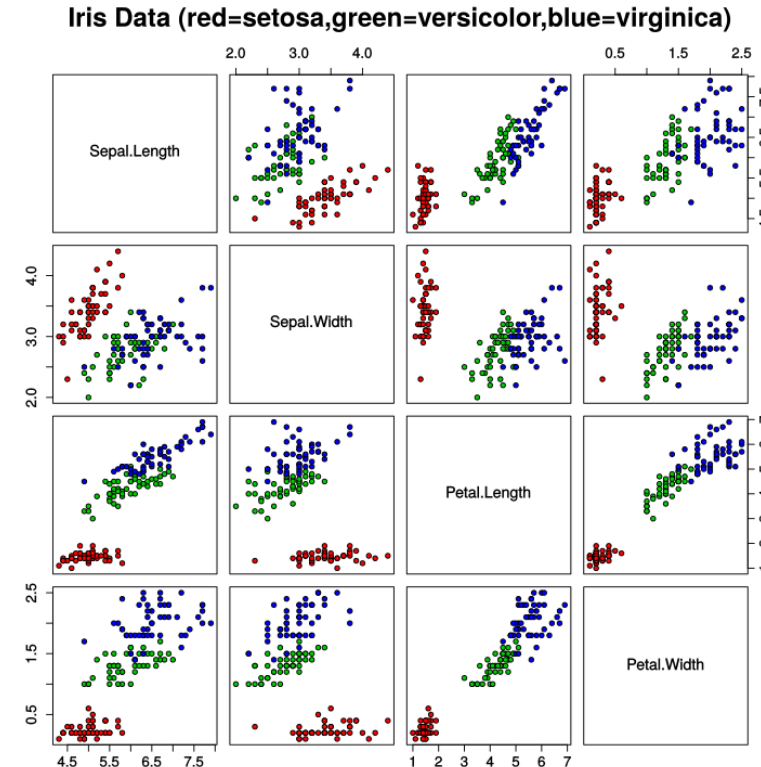 Iris Data (red=setosa,green=versicolor,blue=virginica)
2.0 3.0 4.0
0.5 1.5 2.5
Sepal.Length
4.0
3.0
2.0
Sepal.Width
Petal.Length
2.5
1.5
0.5
Petal.Width
4.5 5.5 6.5 7.5
1 2 3 4 5 6 7